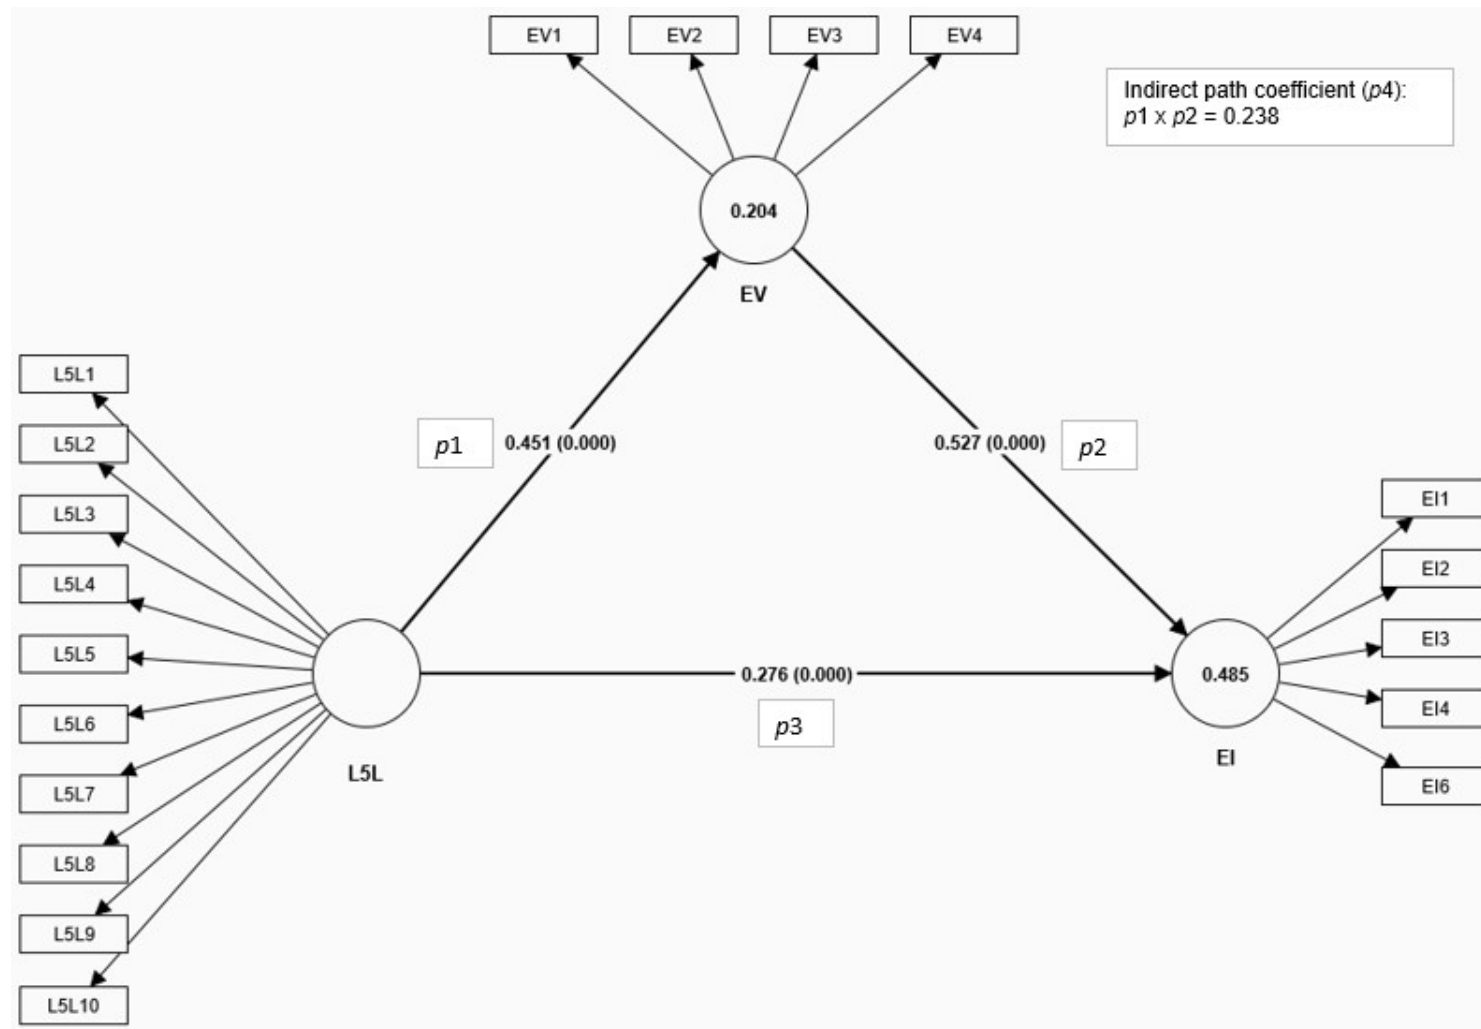 EV1
EV2
EV3
EV4
Indirect path coefficient (p4):
p1 x p2 = 0.238
0.204
EV
L5L1
L5L2
L5L3
L5L4
L5L5
L5L6
L5L7
L5L8
L5L9
L5L10
p1
0.451 (0.000)
0.527 (0.000)
p2
EI1
EI2
EI3
EI4
EI6
0.276 (0.000)
p3
0.485
L5L
EI